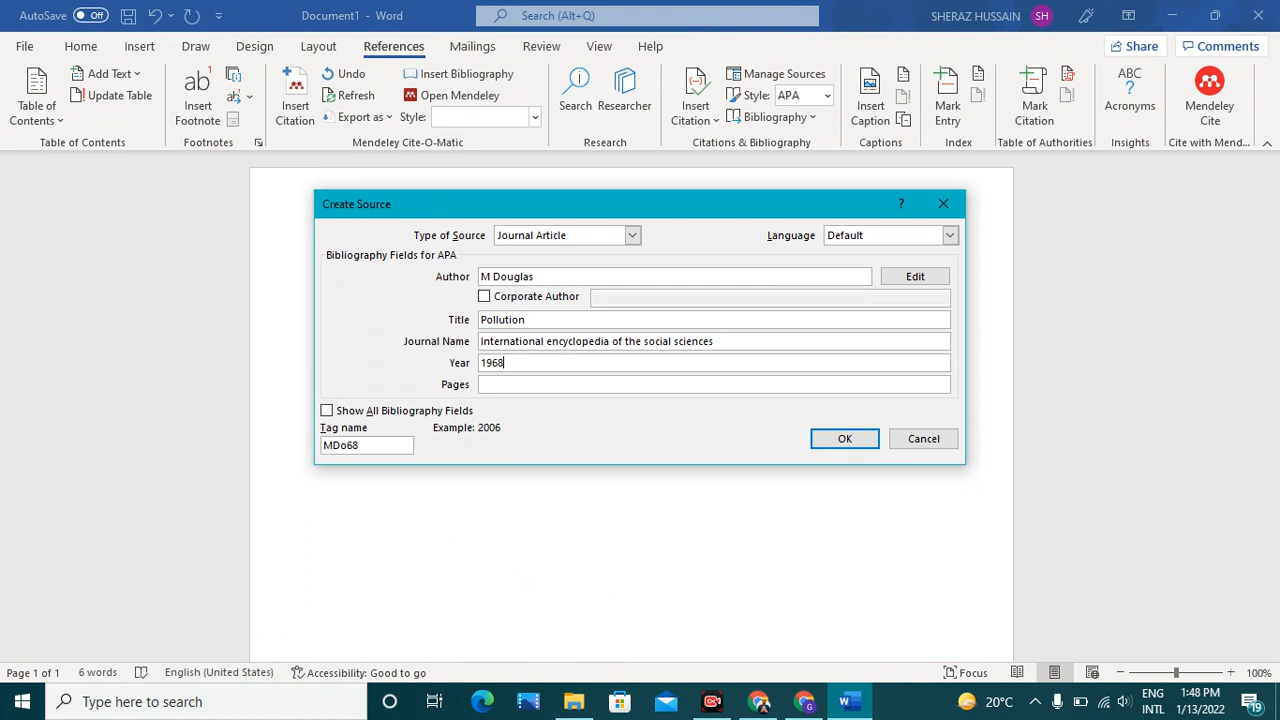 AutoSave Off Document1 - Word Search (Alt+Q) SHERAZ HUSSAIN SH
File Home Insert Draw Design Layout References Mailings Review View Help Share Comments
Table of Contents
Add Text
Update Table
Table of Contents
ab
Insert Footnote
Footnotes
Insert Citation
Undo
Refresh
Export as
Insert Bibliography
Open Mendeley
Style:
Mendeley Cite-O-Matic
Search
Researcher
Research
Insert Citation
Manage Sources
Style: APA
Bibliography
Citations & Bibliography
Insert Caption
Captions
Mark Entry
Index
Mark Citation
Table of Authorities
ABC
?
Acronyms
Insights
Mendeley Cite
Cite with Mend...
Create Source ?
Type of Source Journal Article Language Default
Bibliography Fields for APA
Author M Douglas Edit
Corporate Author
Title Pollution
Journal Name International encyclopedia of the social sciences
Year 1968
Pages
Show All Bibliography Fields
Tag name Example: 2006
MDo68 OK Cancel
Page 1 of 1 6 words English (United States) Accessibility: Good to go Focus 100%
Type here to search 20°C ENG INTL 1:48 PM 1/13/2022 19